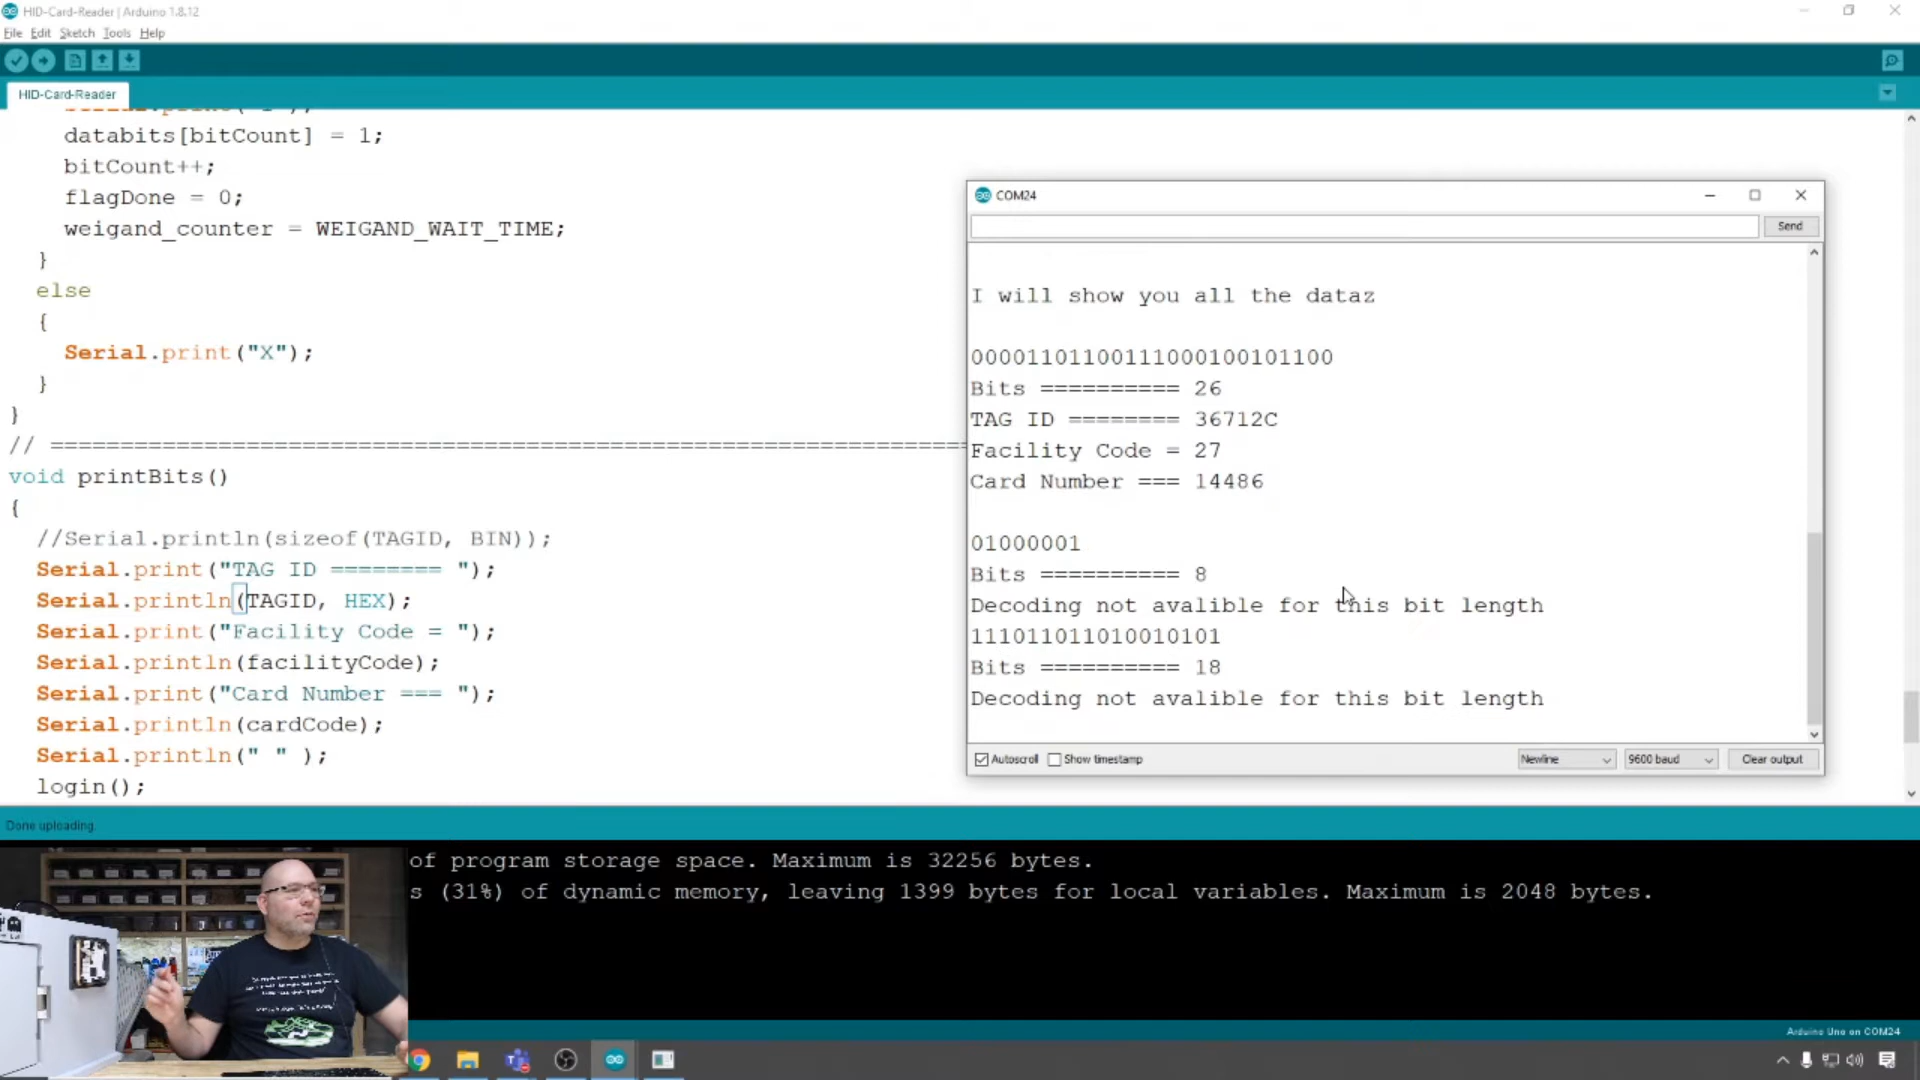 HID-Card-Reader | Arduino 1.8.12
File Edit Sketch Tools Help
HID-Card-Reader
databits[bitCount] = 1;
bitCount++;
flagDone = 0;
weigand_counter = WEIGAND_WAIT_TIME;
}
else
{
Serial.print("X");
}
}
// ==================================================================
void printBits()
{
//Serial.println(sizeof(TAGID, BIN));
Serial.print("TAG ID ======== ");
Serial.println(TAGID, HEX);
Serial.print("Facility Code = ");
Serial.println(facilityCode);
Serial.print("Card Number === ");
Serial.println(cardCode);
Serial.println(" " );
login();
COM24
Send
I will show you all the dataz
00001101100111000100101100
Bits ========== 26
TAG ID ======== 36712C
Facility Code = 27
Card Number === 14486
01000001
Bits ========== 8
Decoding not avalible for this bit length
111011011010010101
Bits ========== 18
Decoding not avalible for this bit length
Autoscroll Show timestamp Newline 9600 baud Clear output
Done uploading.
of program storage space. Maximum is 32256 bytes.
s (31%) of dynamic memory, leaving 1399 bytes for local variables. Maximum is 2048 bytes.
Arduino Uno on COM24